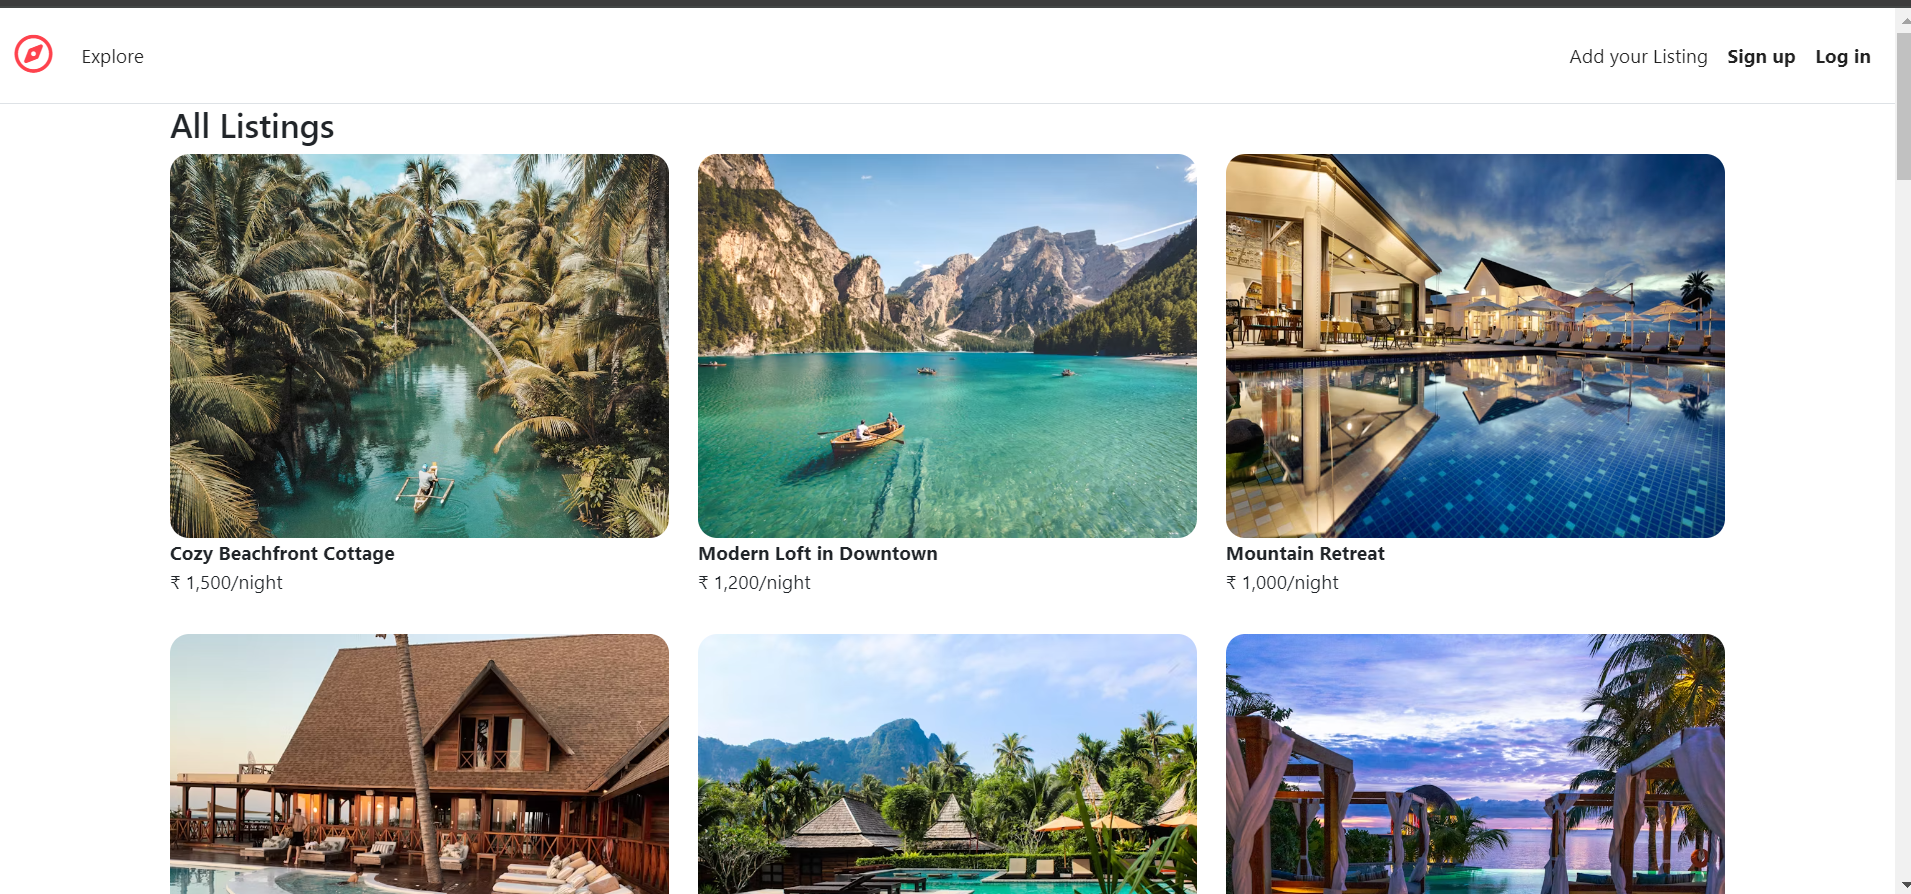 Explore
Add your Listing
Sign up
Log in
All Listings
Cozy Beachfront Cottage
₹ 1,500/night
Modern Loft in Downtown
₹ 1,200/night
Mountain Retreat
₹ 1,000/night